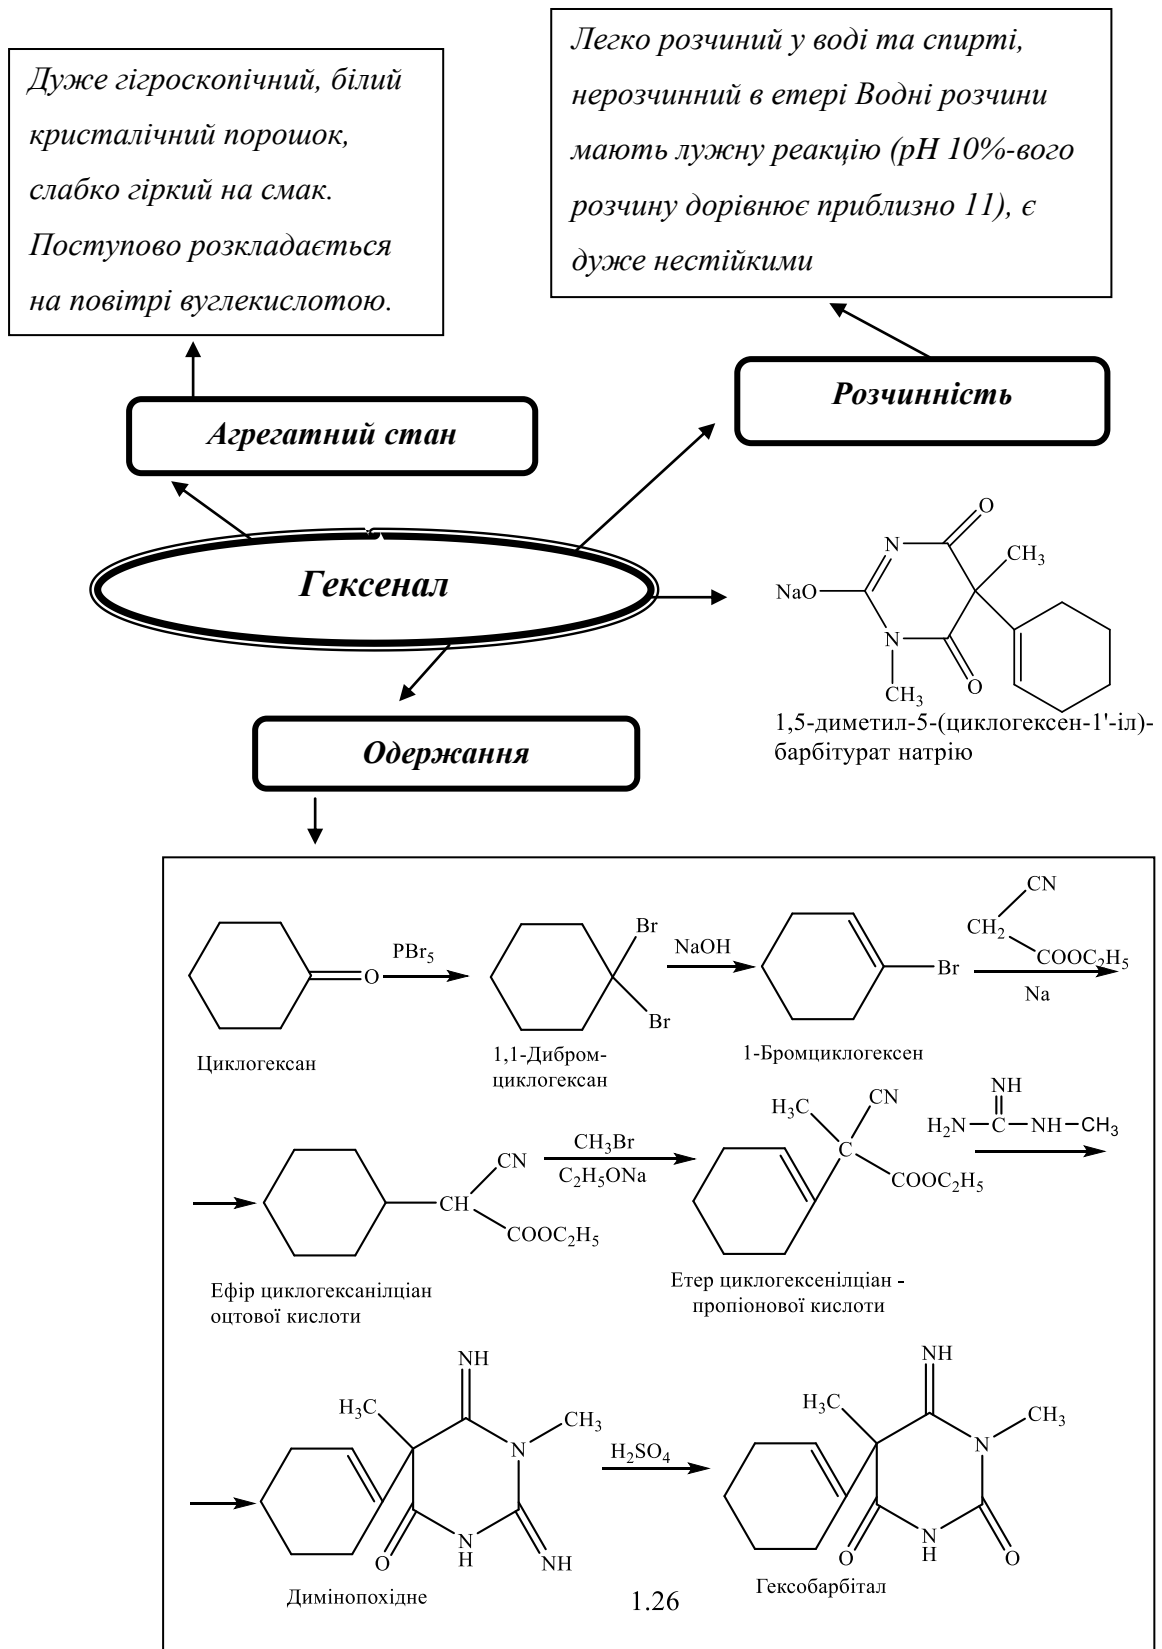 Дуже гігроскопічний, білий
кристалічний порошок,
слабко гіркий на смак.
Поступово розкладається
на повітрі вуглекислотою.
Легко розчиний у воді та спирті,
нерозчинний в етері Водні розчини
мають лужну реакцію (рН 10%-вого
розчину дорівнює приблизно 11), є
дуже нестійкими
Агрегатний стан
Розчинність
Гексенал
O
N
CH3
NaO
N
O
CH3
1,5-диметил-5-(циклогексен-1'-іл)-
барбітурат натрію
Одержання
O
PBr5
Br
Br
NaOH
Br
CN
CH2
COOC2H5
Na
Циклогексан
1,1-Дибром-
циклогексан
1-Бромциклогексен
CN
CH
COOC2H5
CH3Br
C2H5ONa
H3C
CN
C
COOC2H5
NH
H2N—C—NH—CH3
Ефір циклогексанілціан
оцтової кислоти
Етер циклогексенілціан -
пропіонової кислоти
NH
H3C
CH3
N
O
N
H
NH
H2SO4
NH
H3C
CH3
N
O
N
H
O
Димінопохідне
Гексобарбітал
1.26